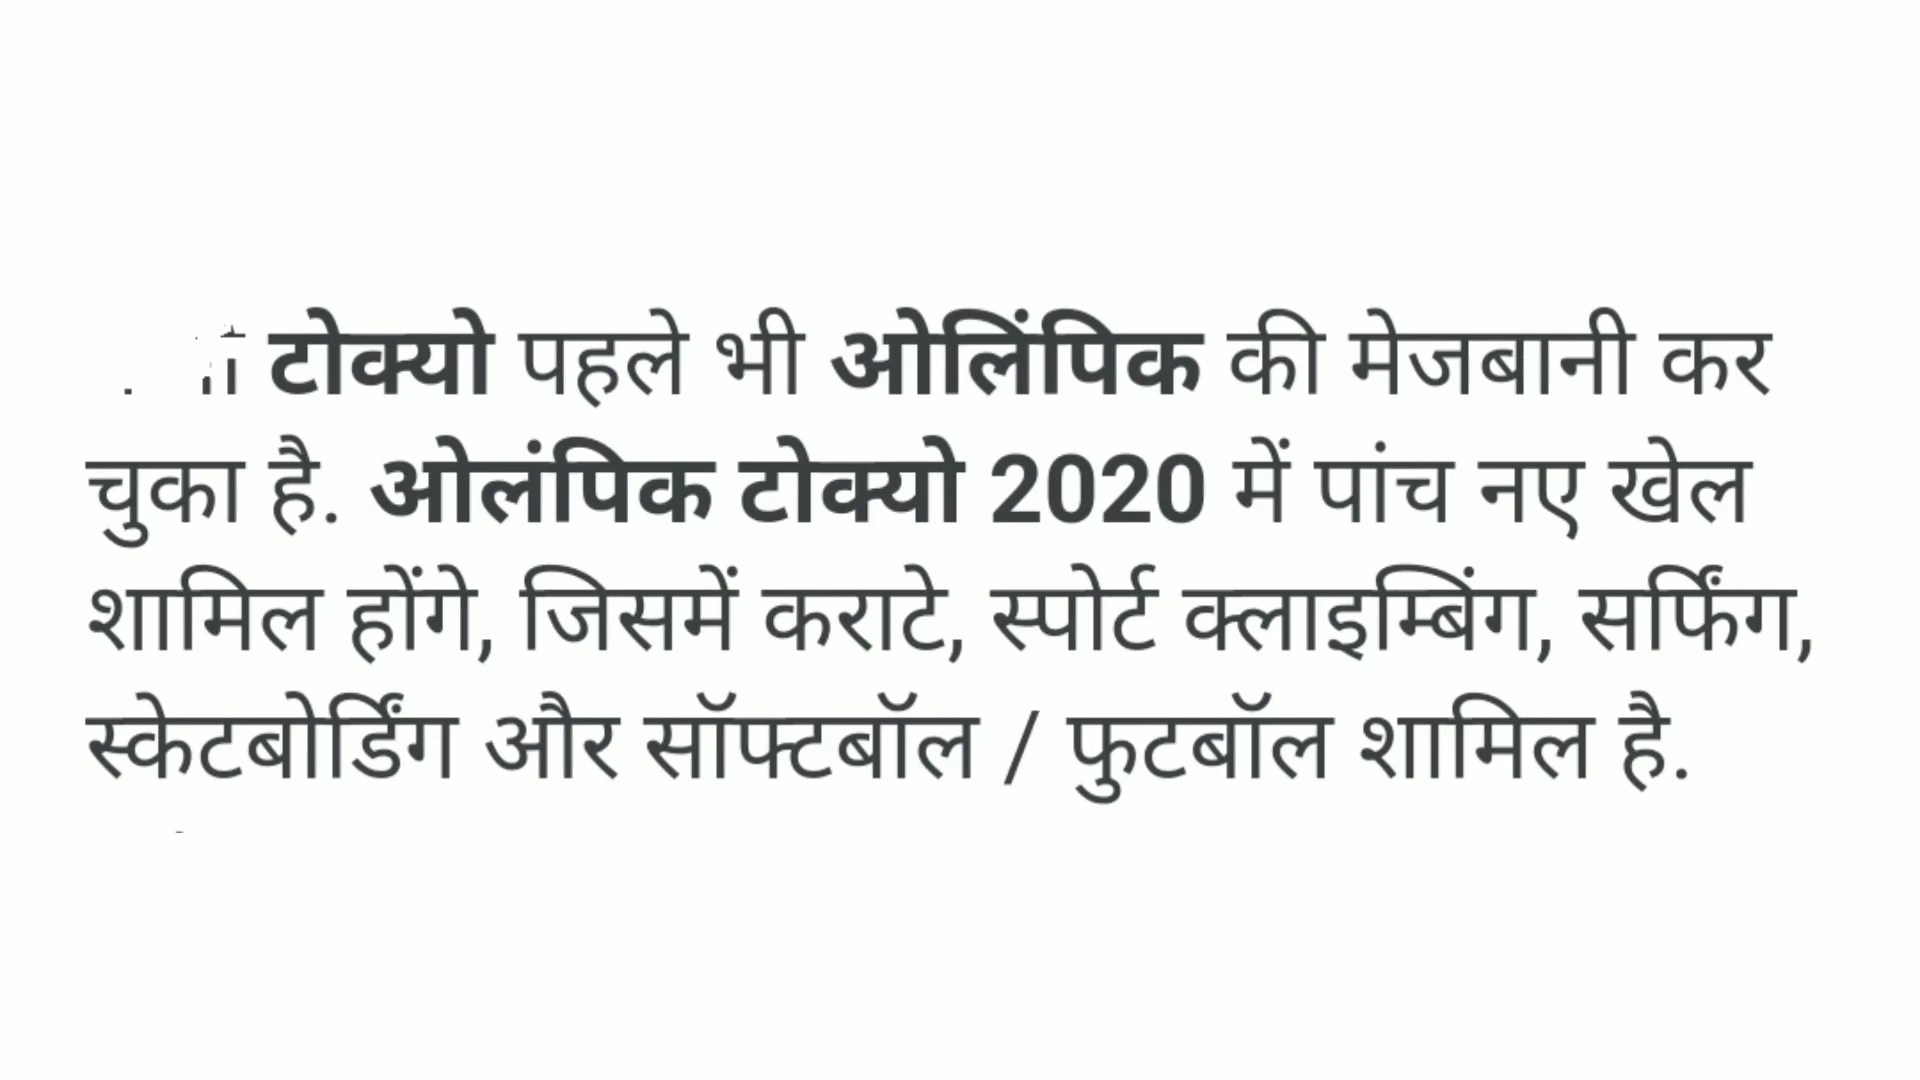 टोक्यो पहले भी ओलिंपिक की मेजबानी कर
चुका है. ओलंपिक टोक्यो 2020 में पांच नए खेल
शामिल होंगे, जिसमें कराटे, स्पोर्ट क्लाइम्बिंग, सर्फिंग,
स्केटबोर्डिंग और सॉफ्टबॉल / फुटबॉल शामिल है.